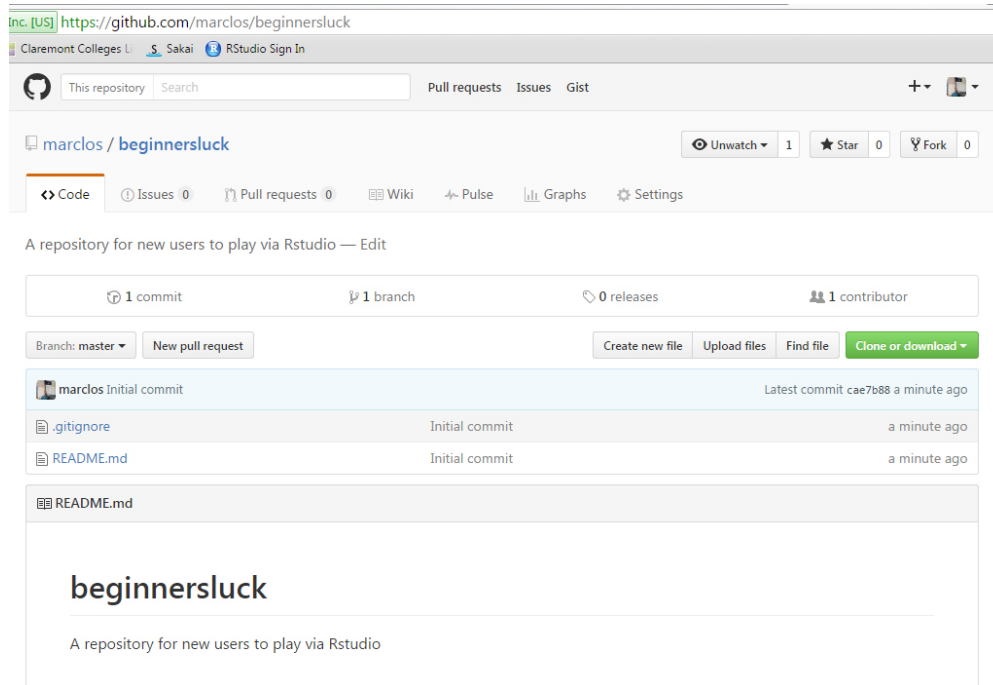 Inc. [US] https://github.com/marclos/beginnersluck
Claremont Colleges Li S Sakai R RStudio Sign In
This repository Search Pull requests Issues Gist
marclos / beginnersluck Unwatch 1 Star 0 Fork 0
Code Issues 0 Pull requests 0 Wiki Pulse Graphs Settings
A repository for new users to play via Rstudio — Edit
1 commit 1 branch 0 releases 1 contributor
Branch: master New pull request Create new file Upload files Find file Clone or download
marclos Initial commit Latest commit cae7b88 a minute ago
.gitignore Initial commit a minute ago
README.md Initial commit a minute ago
README.md
beginnersluck
A repository for new users to play via Rstudio